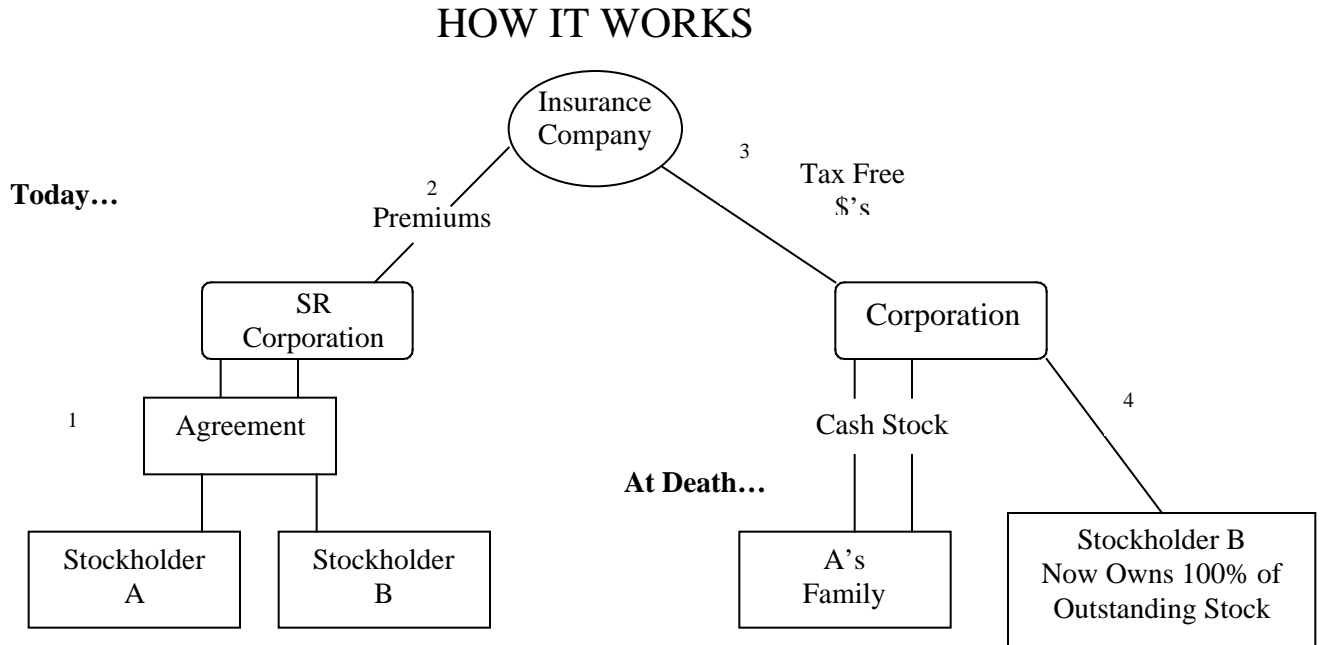 HOW IT WORKS
Insurance
Company
3
Tax Free
$'s
Today…
2
Premiums
SR
Corporation
Corporation
1
Agreement
4
Cash Stock
At Death…
Stockholder
A
Stockholder
B
A's
Family
Stockholder B
Now Owns 100% of
Outstanding Stock